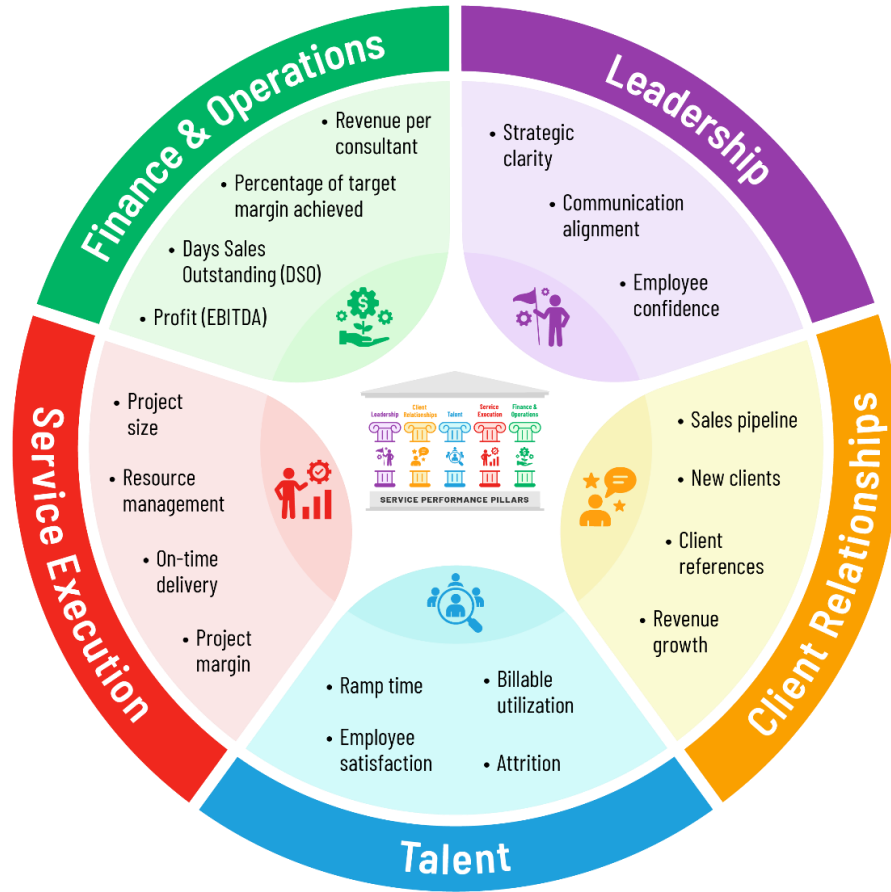 Finance & Operations
• Revenue per
consultant
• Percentage of target
margin achieved
• Days Sales
Outstanding (DSO)
• Profit (EBITDA)
Leadership
• Strategic
clarity
• Communication
alignment
• Employee
confidence
Client Relationships
• Sales pipeline
• New clients
• Client
references
• Revenue
growth
Talent
• Ramp time
• Employee
satisfaction
• Billable
utilization
• Attrition
Service Execution
• Project
size
• Resource
management
• On-time
delivery
• Project
margin
Leadership
Client
Relationships
Talent
Service
Execution
Finance &
Operations
SERVICE PERFORMANCE PILLARS